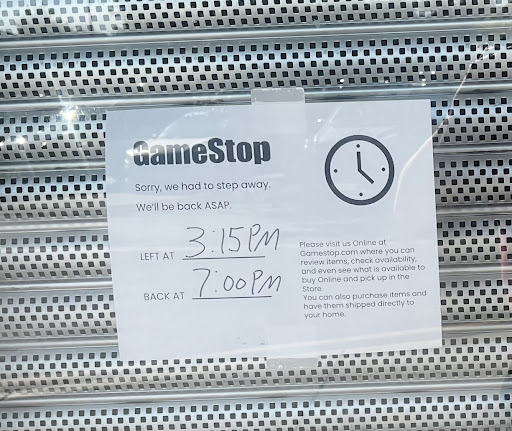 GameStop
Sorry, we had to step away.
We'll be back ASAP.
LEFT AT 3:15PM
BACK AT 7:00PM
Please visit us Online at
Gamestop.com where you can
review items, check availability,
and even see what is available to
buy Online and pick up in the
Store.
You can also purchase items and
have them shipped directly to
your home.